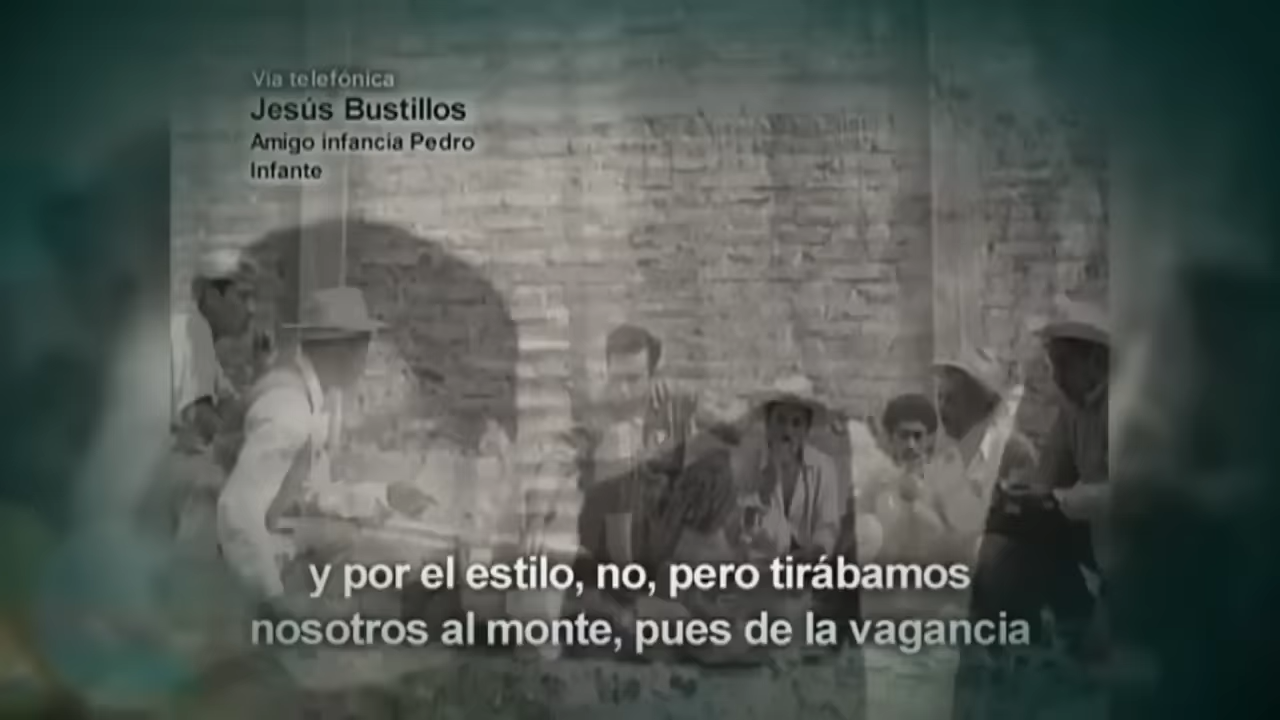 Vía telefónica
Jesús Bustillos
Amigo infancia Pedro
Infante
y por el estilo, no, pero tirábamos
nosotros al monte, pues de la vagancia